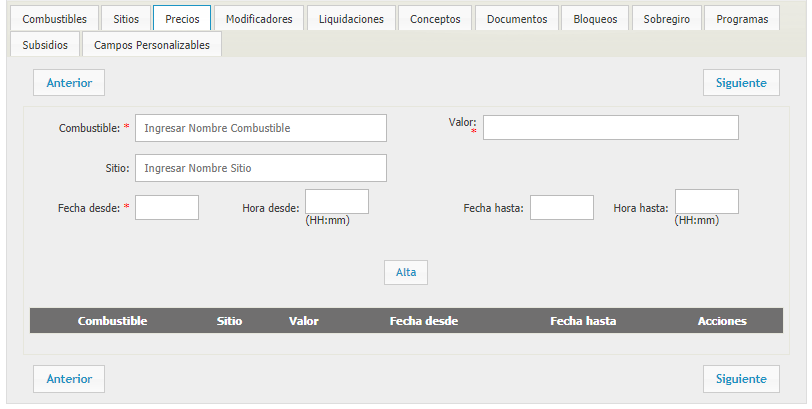 Combustibles Sitios Precios Modificadores Liquidaciones Conceptos Documentos Bloqueos Sobregiro Programas
Subsidios Campos Personalizables
Anterior Siguiente
Combustible: * Ingresar Nombre Combustible Valor: *
Sitio: Ingresar Nombre Sitio
Fecha desde: * Hora desde: (HH:mm) Fecha hasta: Hora hasta: (HH:mm)
Alta
Combustible Sitio Valor Fecha desde Fecha hasta Acciones
Anterior Siguiente